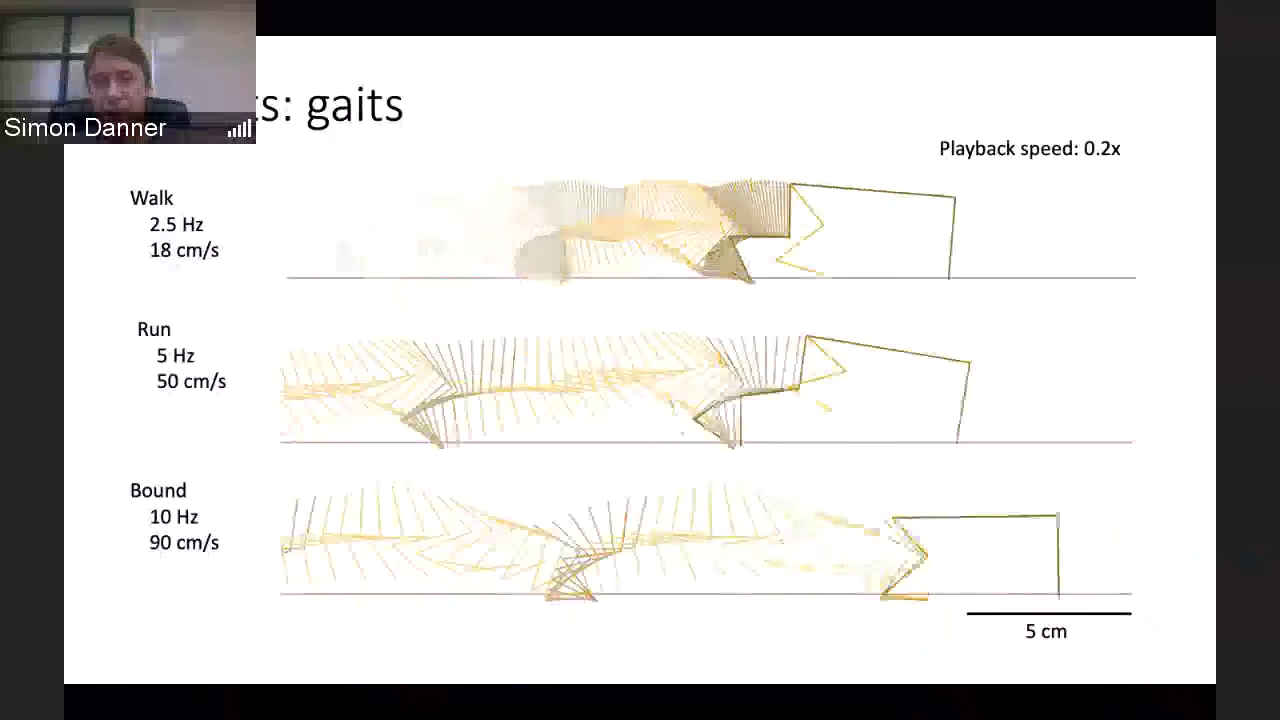 Simon Danner
ts: gaits
Playback speed: 0.2x
Walk
2.5 Hz
18 cm/s
Run
5 Hz
50 cm/s
Bound
10 Hz
90 cm/s
5 cm